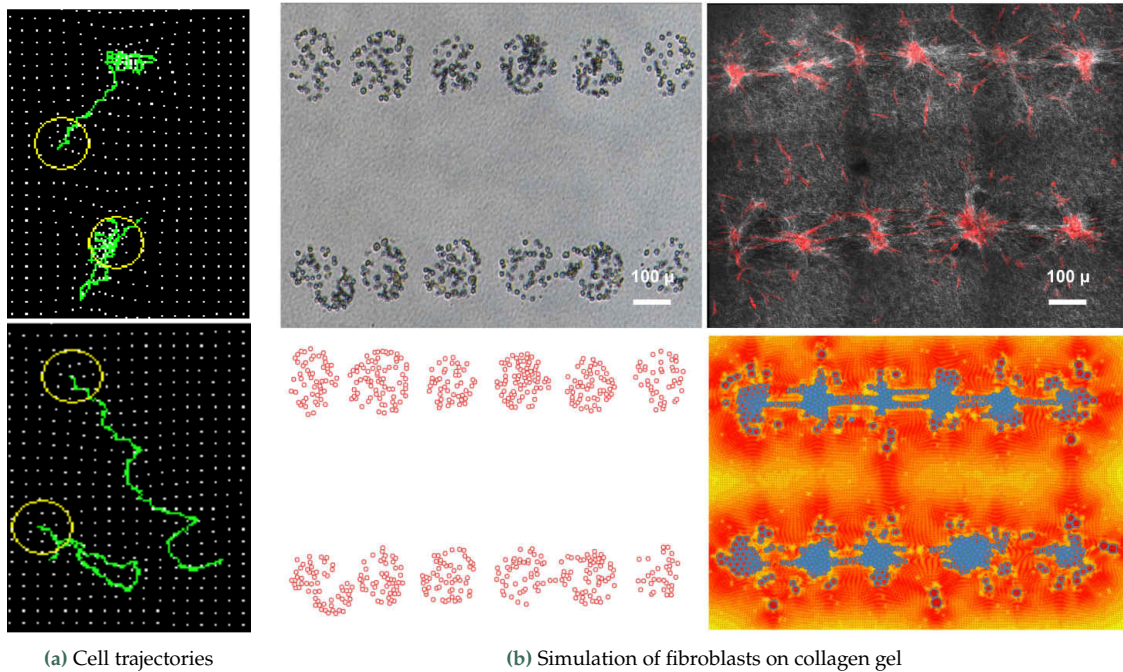 100 μ
100 μ
(a) Cell trajectories
(b) Simulation of fibroblasts on collagen gel